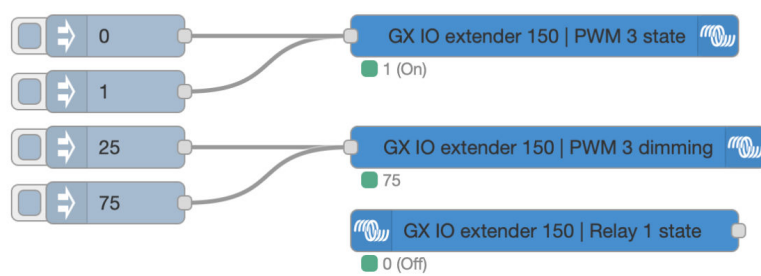 0
GX IO extender 150 | PWM 3 state
1 (On)
1
25
GX IO extender 150 | PWM 3 dimming
75
75
GX IO extender 150 | Relay 1 state
0 (Off)